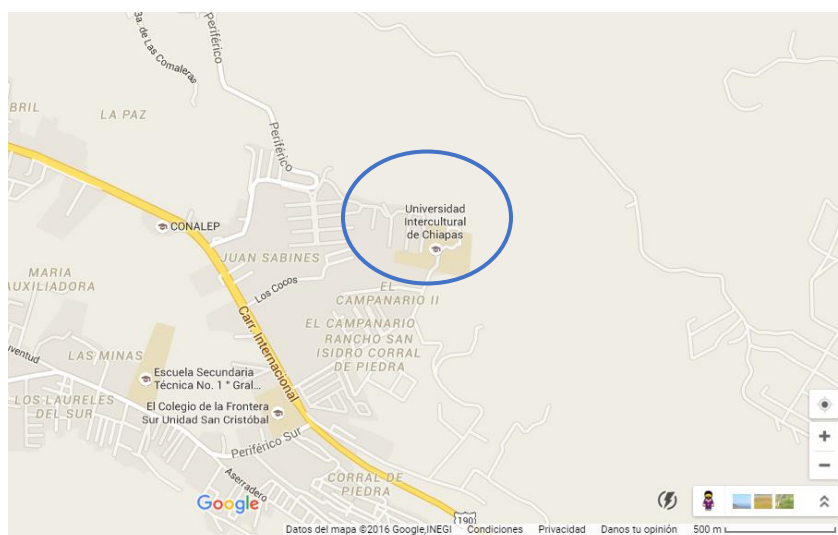 3a. de Las Comaleras
Periférico
BRIL
LA PAZ
Periférico
Universidad
Intercultural
de Chiapas
CONALEP
JUAN SABINES
MARIA
AUXILIADORA
Los Cocos
EL
CAMPANARIO II
Carr. Internacional
EL CAMPANARIO
RANCHO SAN
ISIDRO CORRAL
DE PIEDRA
uventud
LAS MINAS
Escuela Secundaria
Técnica No. 1 " Gral...
LOS LAURELES
DEL SUR
El Colegio de la Frontera
Sur Unidad San Cristóbal
Periférico Sur
Aserradero
CORRAL DE
PIEDRA
Google
190
Datos del mapa ©2016 Google,INEGI Condiciones Privacidad Danos tu opinión 500 m